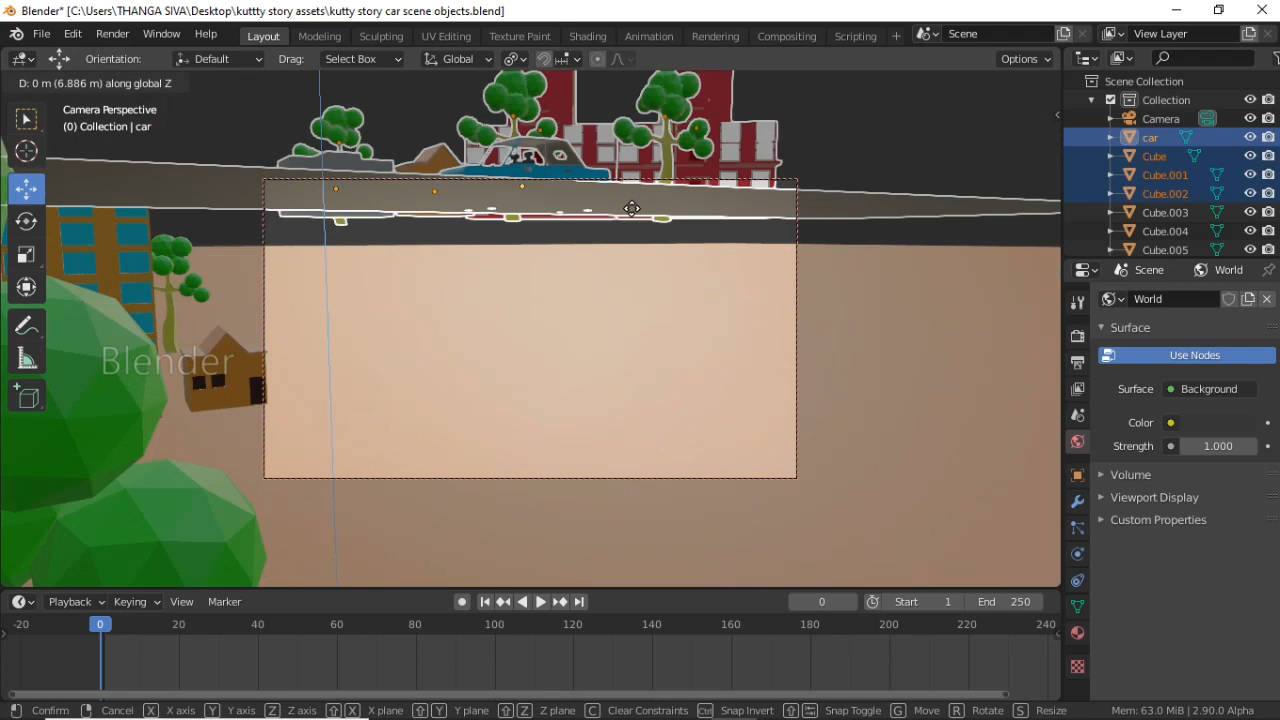 Blender* [C:\Users\THANGA SIVA\Desktop\kuttty story assets\kutty story car scene objects.blend]
File Edit Render Window Help Layout Modeling Sculpting UV Editing Texture Paint Shading Animation Rendering Compositing Scripting + Scene View Layer
Orientation: Default Drag: Select Box Global Options
D: 0 m (6.886 m) along global Z
Camera Perspective
(0) Collection | car
Scene Collection
Collection
Camera
car
Cube
Cube.001
Cube.002
Cube.003
Cube.004
Cube.005
Scene World
World
Surface
Use Nodes
Surface Background
Color
Strength 1.000
Volume
Viewport Display
Custom Properties
Blender
Playback Keying View Marker 0 Start 1 End 250
-20 0 20 40 60 80 100 120 140 160 180 200 220 240
Confirm Cancel X X axis Y Y axis Z Z axis X X plane Y Y plane Z Z plane C Clear Constraints Ctrl Snap Invert Snap Toggle G Move R Rotate S Resize Mem: 63.0 MiB | 2.90.0 Alpha